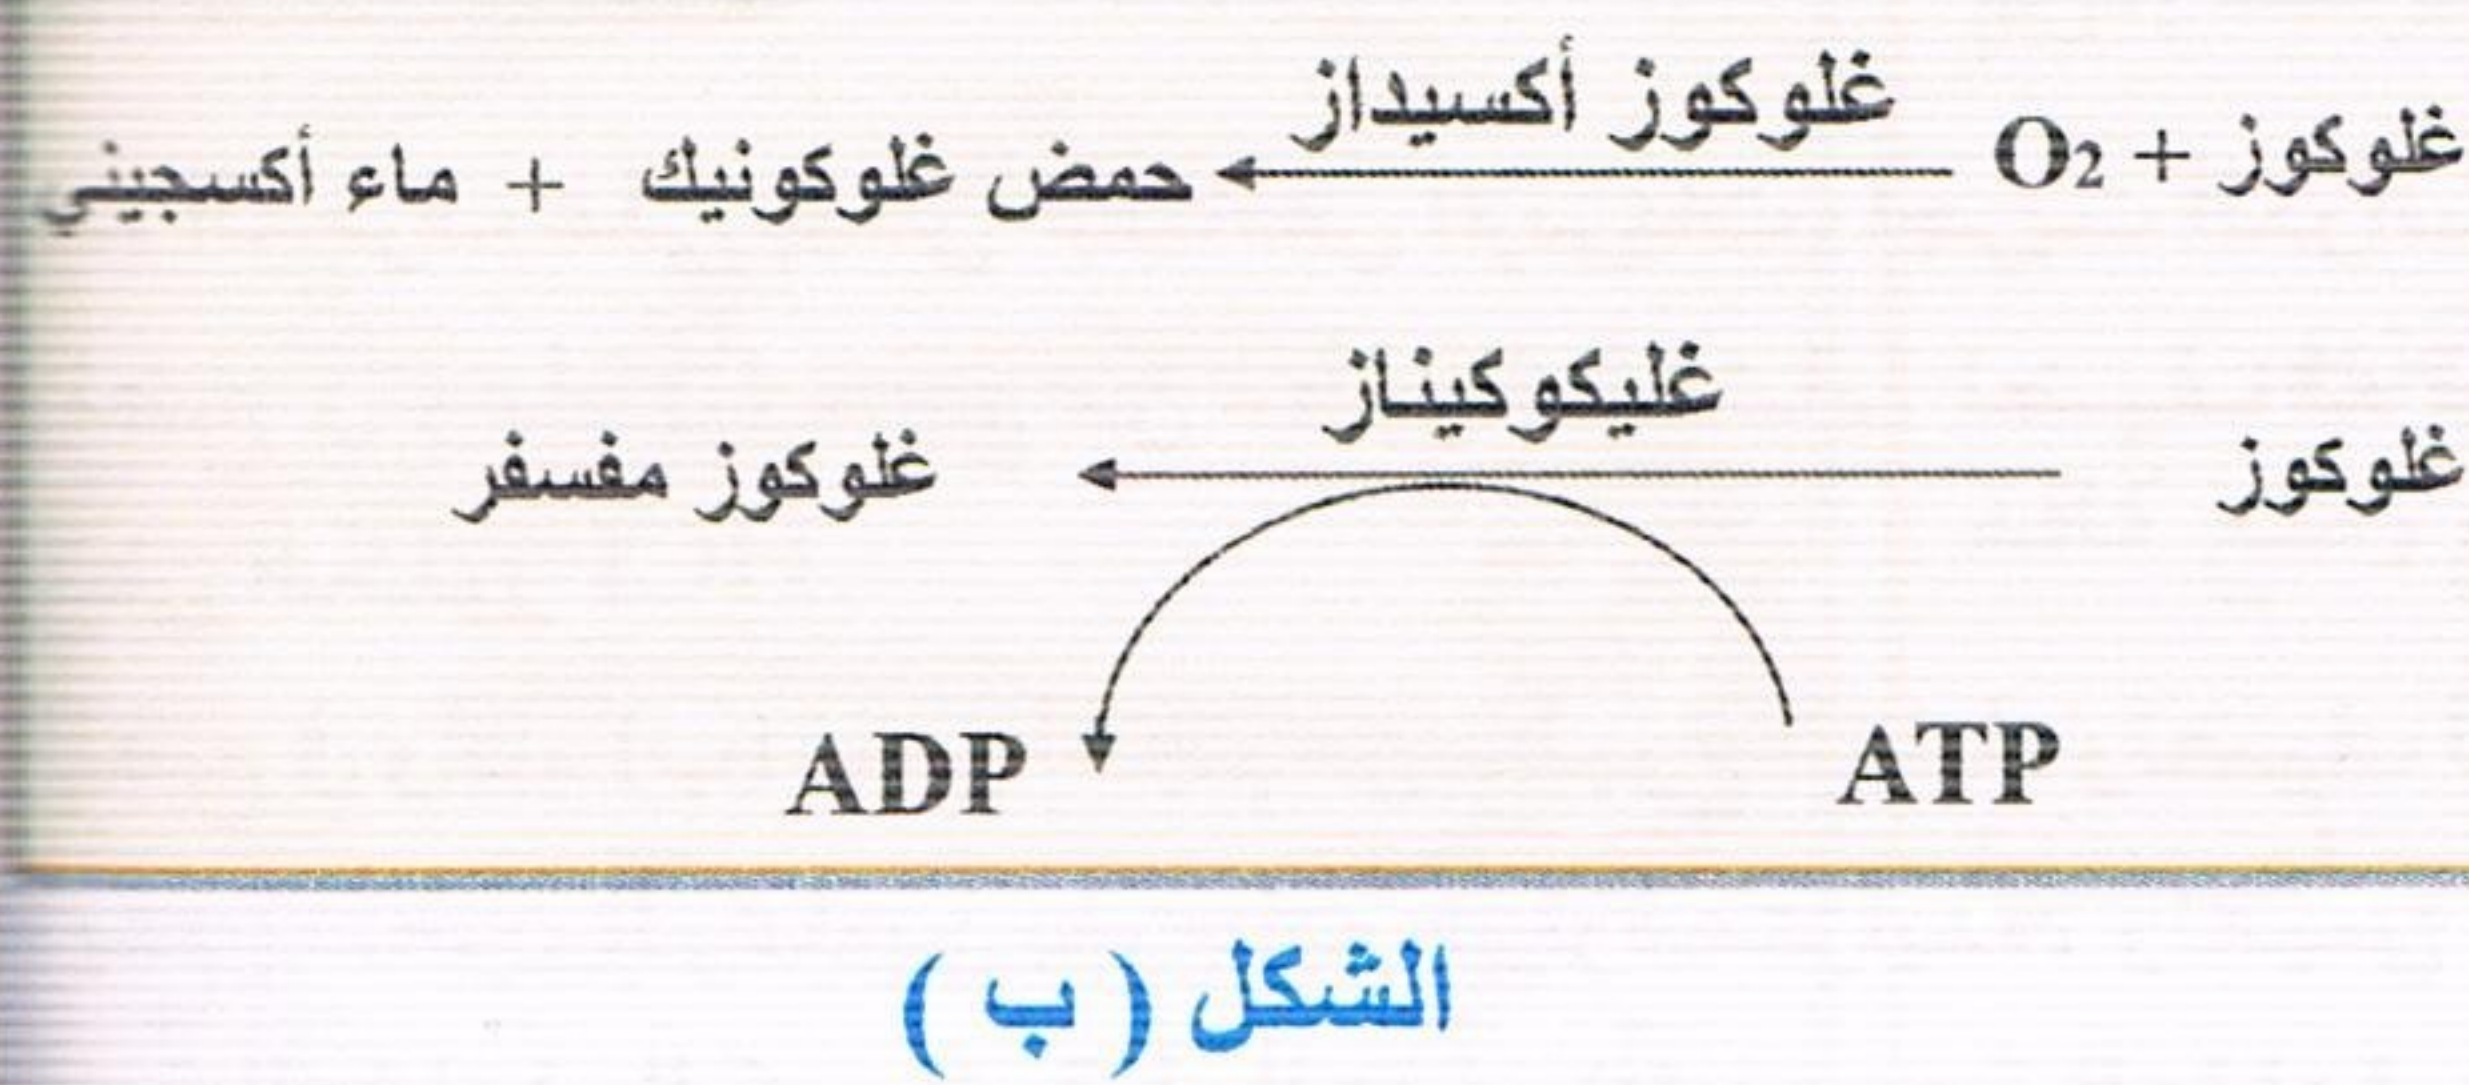 غلوكوز أكسيداز
غلوكوز + O2 حمض غلوكونيك + ماء أكسجيني
غليكوكيناز
غلوكوز غلوكوز مفسفر
ATP ADP
الشكل ( ب )